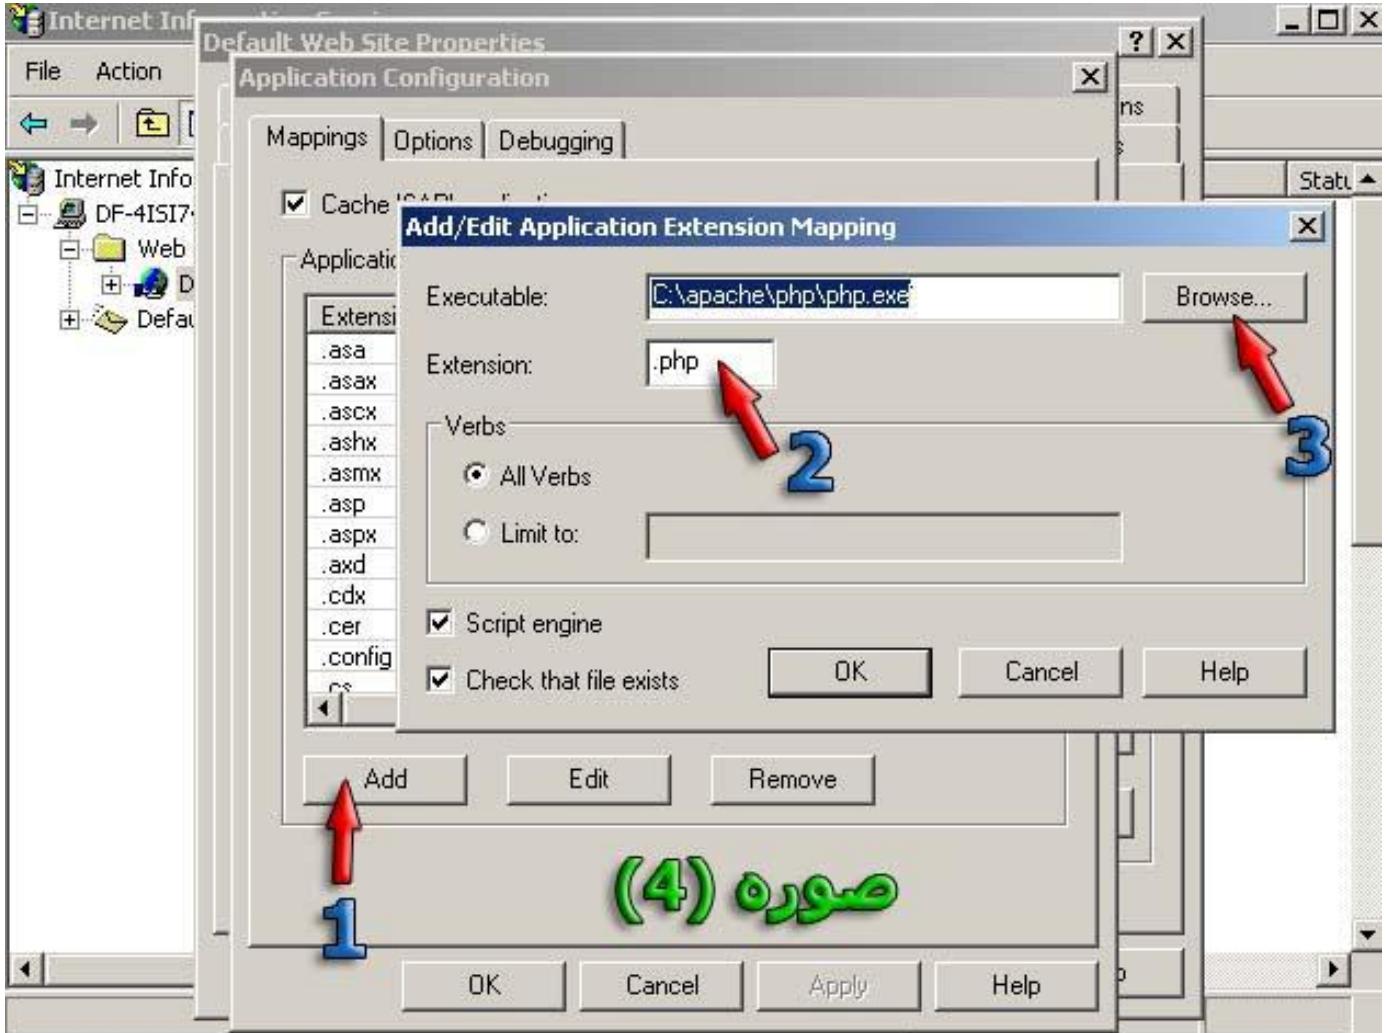 Internet Inf
Default Web Site Properties
File Action
Application Configuration
ns
Mappings Options Debugging
Internet Info
DF-4ISI7
Web
D
Defau
Cache
Add/Edit Application Extension Mapping
Applicatic
Executable: C:\apache\php\php.exe Browse...
Extensi
Extension: .php
.asa
.asax
.ascx
.ashx
.asmx
.asp
.aspx
.axd
.cdx
.cer
.config
.cs
Verbs
All Verbs
Limit to:
2
3
Script engine
Check that file exists
OK Cancel Help
Add Edit Remove
1
صوره (4)
OK Cancel Apply Help